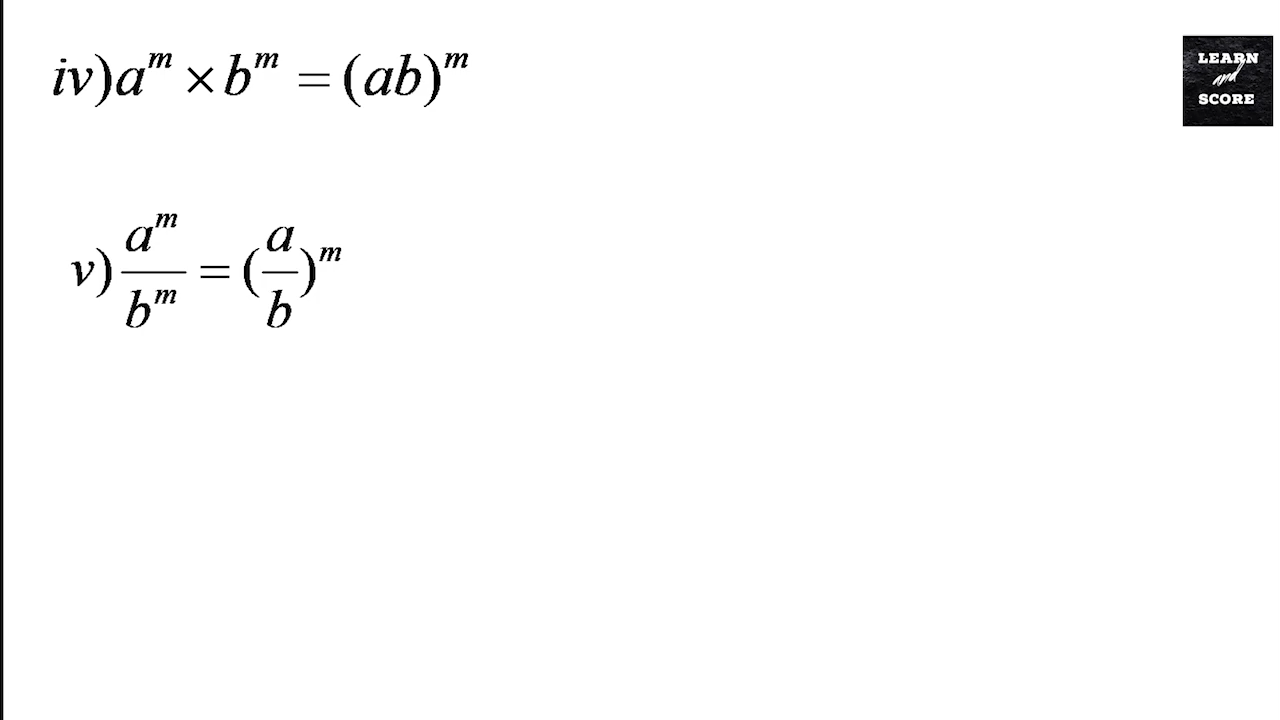 iv) a^m × b^m = (ab)^m
LEARN
and
SCORE
v) a^m / b^m = (a/b)^m